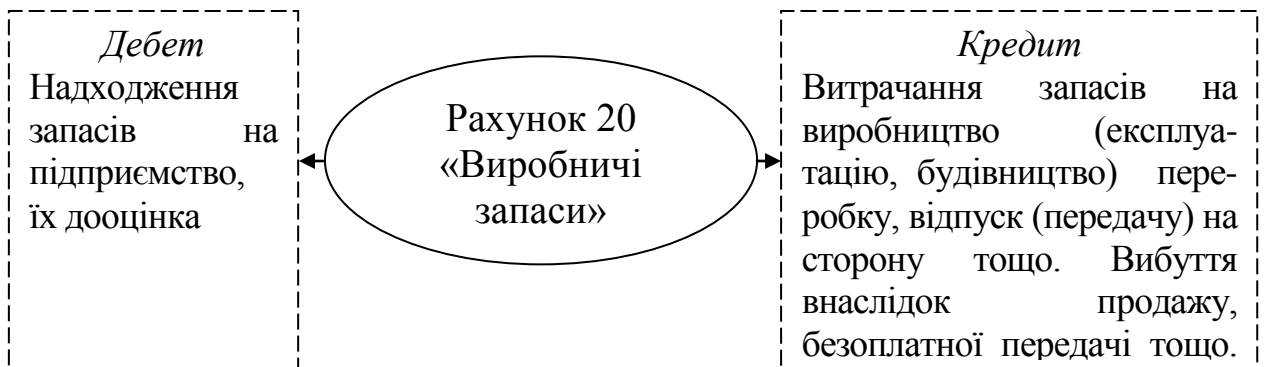 Дебет
Надходження
запасів на
підприємство,
їх дооцінка
Рахунок 20
«Виробничі
запаси»
Кредит
Витрачання запасів на
виробництво (експлуа-
тацію, будівництво) пере-
робку, відпуск (передачу) на
сторону тощо. Вибуття
внаслідок продажу,
безоплатної передачі тощо.